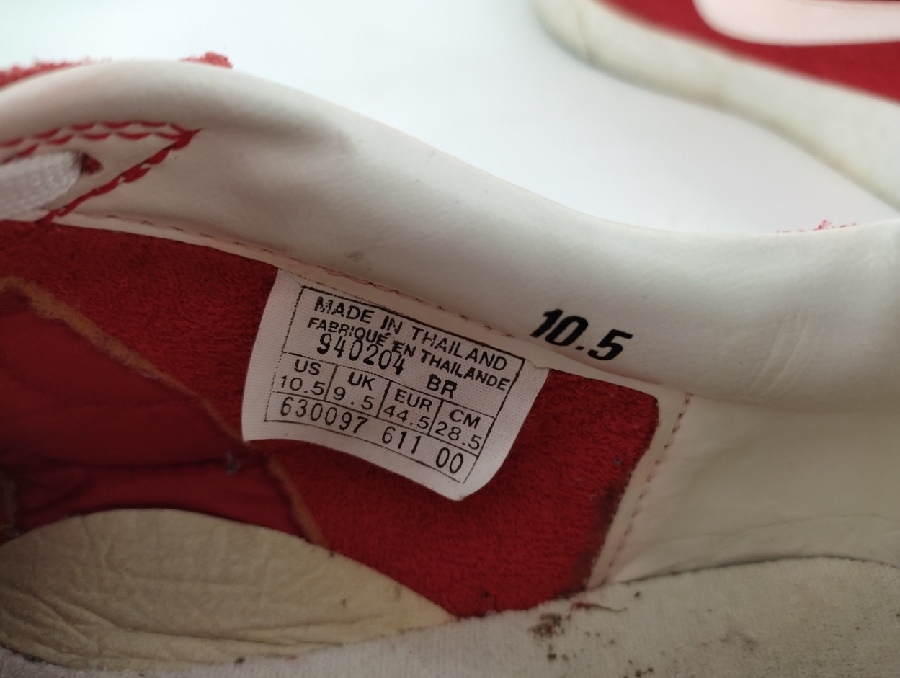 MADE IN THAILAND
FABRIQUÉ EN THAILANDE
940204 BR
US UK EUR CM
10.5 9.5 44.5 28.5
630097 611 00
10.5